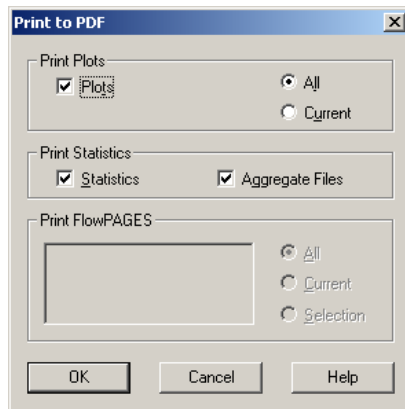 Print to PDF
Print Plots
Plots
All
Current
Print Statistics
Statistics
Aggregate Files
Print FlowPAGES
All
Current
Selection
OK Cancel Help